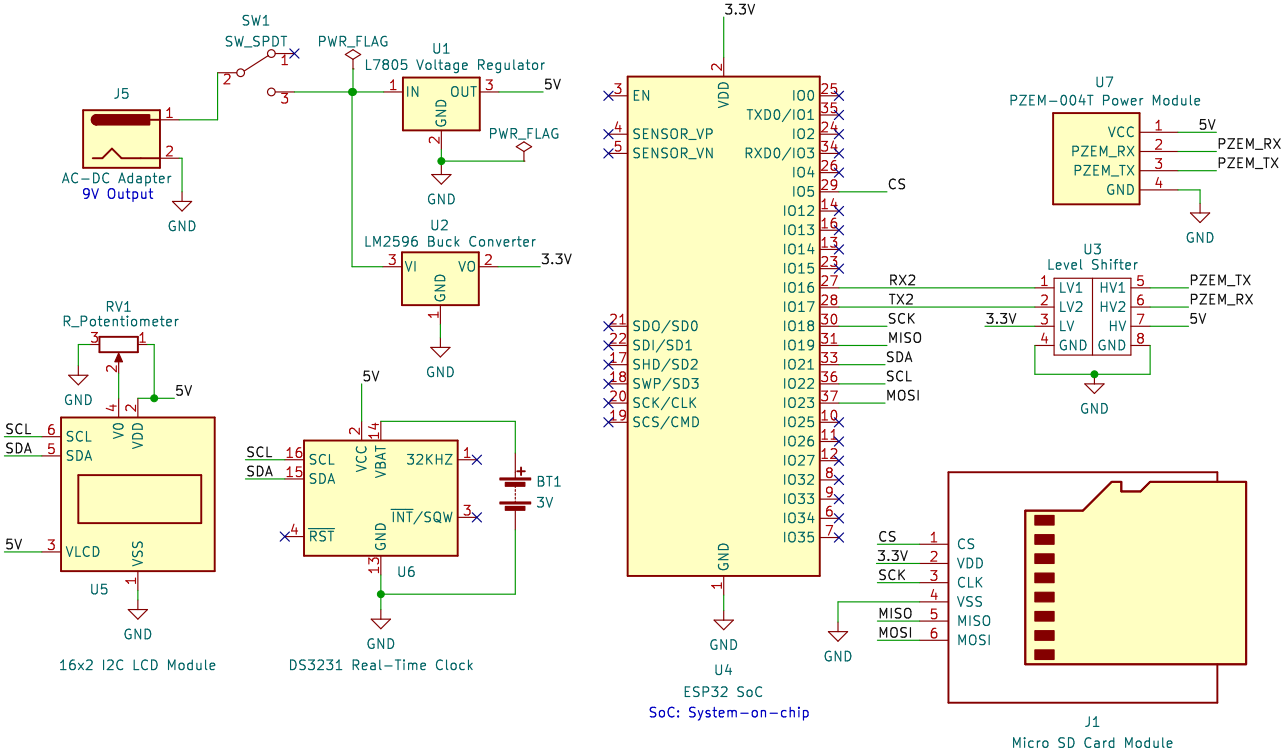 3.3V
SW1
SW_SPDT
1
2
3
PWR_FLAG
U1
L7805 Voltage Regulator
1 IN OUT 3 5V
GND
2
PWR_FLAG
GND
J5
1
2
AC-DC Adapter
9V Output
GND
U2
LM2596 Buck Converter
3 VI VO 2 3.3V
GND
1
GND
RV1
R_Potentiometer
3 1
2
GND
5V
4 2
VO VDD
SCL 6 SCL
SDA 5 SDA
5V 3 VLCD
VSS
1
U5
GND
16x2 I2C LCD Module
5V
2 14
VCC VBAT
SCL 16 SCL
SDA 15 SDA
32KHZ 1
INT/SQW 3
4 RST
GND
13
U6
BT1
3V
+
GND
DS3231 Real-Time Clock
2
VDD
3 EN
4 SENSOR_VP
5 SENSOR_VN
21 SDO/SD0
22 SDI/SD1
17 SHD/SD2
18 SWP/SD3
20 SCK/CLK
19 SCS/CMD
IO0 25
TXD0/IO1 35
IO2 24
RXD0/IO3 34
IO4 26
IO5 29 CS
IO12 14
IO13 16
IO14 13
IO15 23
IO16 27 RX2
IO17 28 TX2
IO18 30 SCK
IO19 31 MISO
IO21 33 SDA
IO22 36 SCL
IO23 37 MOSI
IO25 10
IO26 11
IO27 12
IO32 8
IO33 9
IO34 6
IO35 7
GND
1
GND
U4
ESP32 SoC
SoC: System-on-chip
U7
PZEM-004T Power Module
VCC 1 5V
PZEM_RX 2 PZEM_RX
PZEM_TX 3 PZEM_TX
GND 4
GND
U3
Level Shifter
1 LV1 HV1 5 PZEM_TX
2 LV2 HV2 6 PZEM_RX
3.3V 3 LV HV 7 5V
4 GND GND 8
GND
CS 1 CS
3.3V 2 VDD
SCK 3 CLK
4 VSS
MISO 5 MISO
MOSI 6 MOSI
GND
J1
Micro SD Card Module